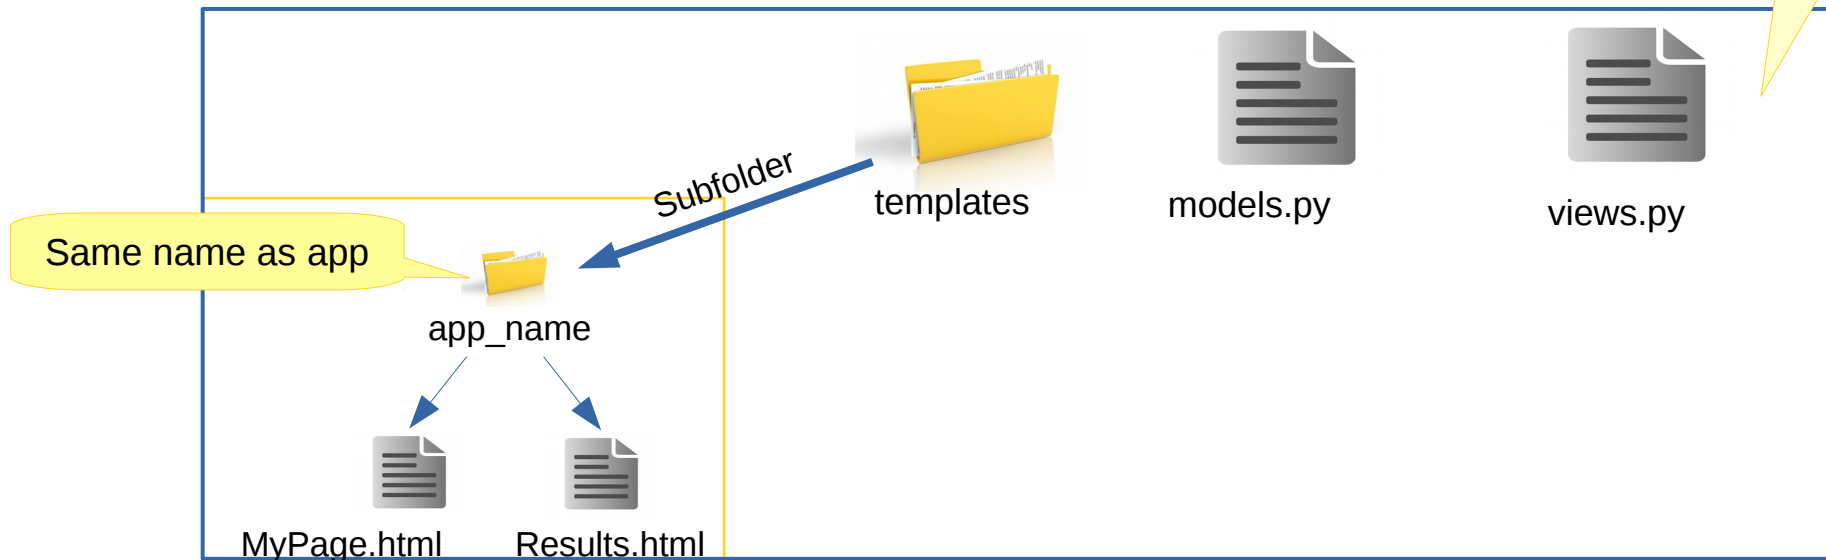 Subfolder
templates
models.py
views.py
Same name as app
app_name
MyPage.html
Results.html